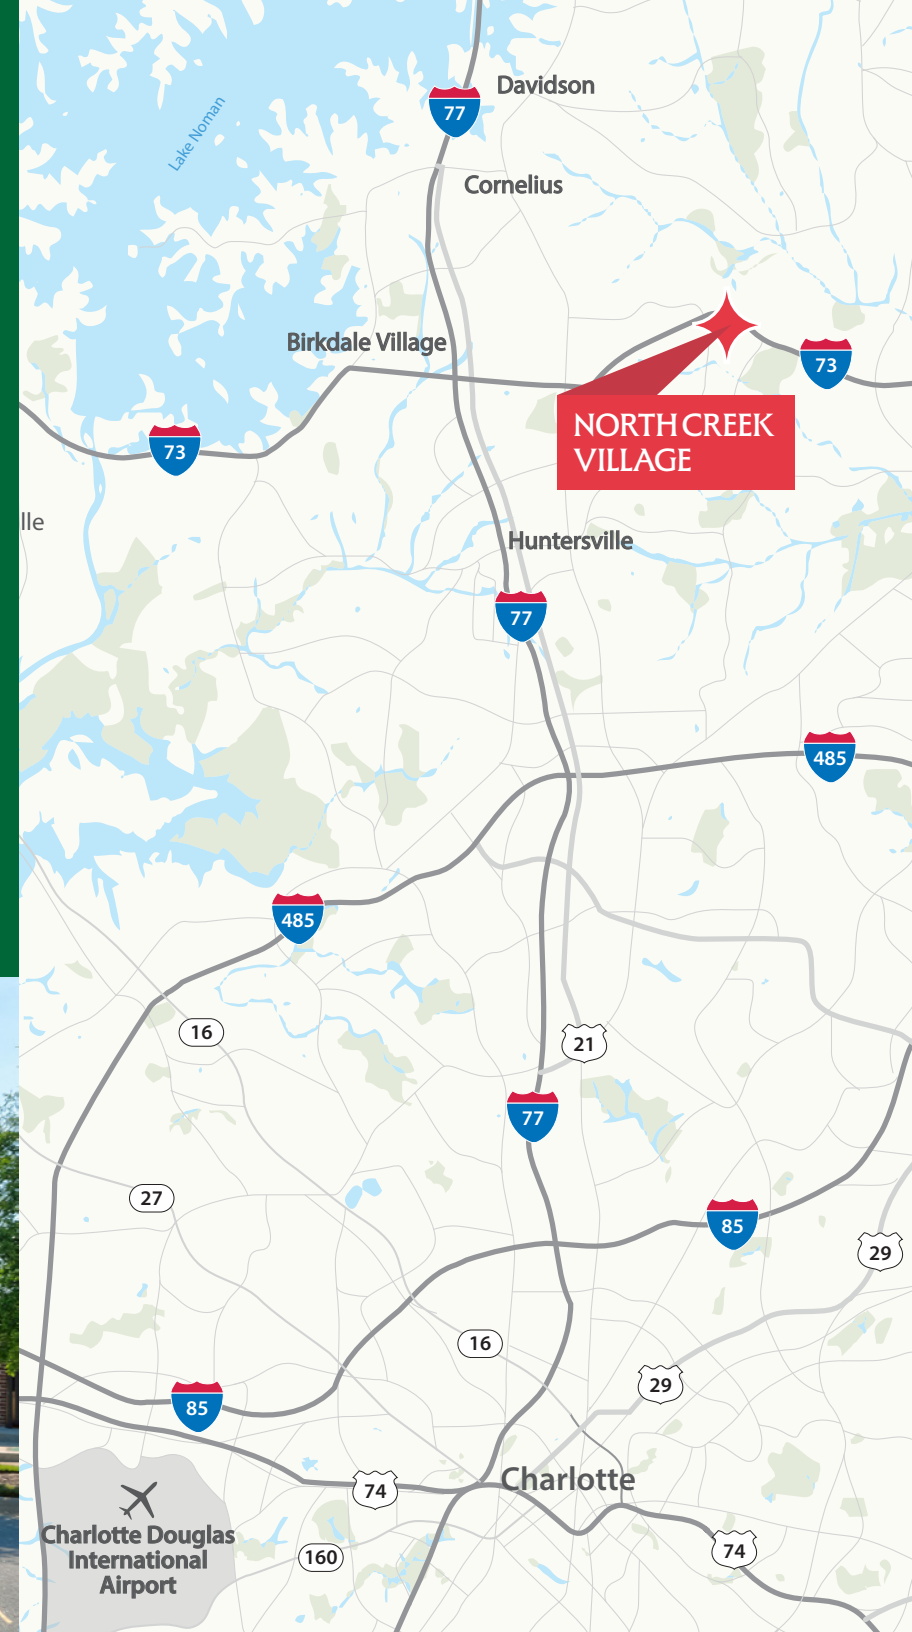 Davidson
77
Lake Noman
Cornelius
Birkdale Village
73
NORTH CREEK
VILLAGE
73
lle
Huntersville
77
485
485
16
21
77
27
85
29
16
29
85
74
Charlotte
Charlotte Douglas
International
Airport
160
74